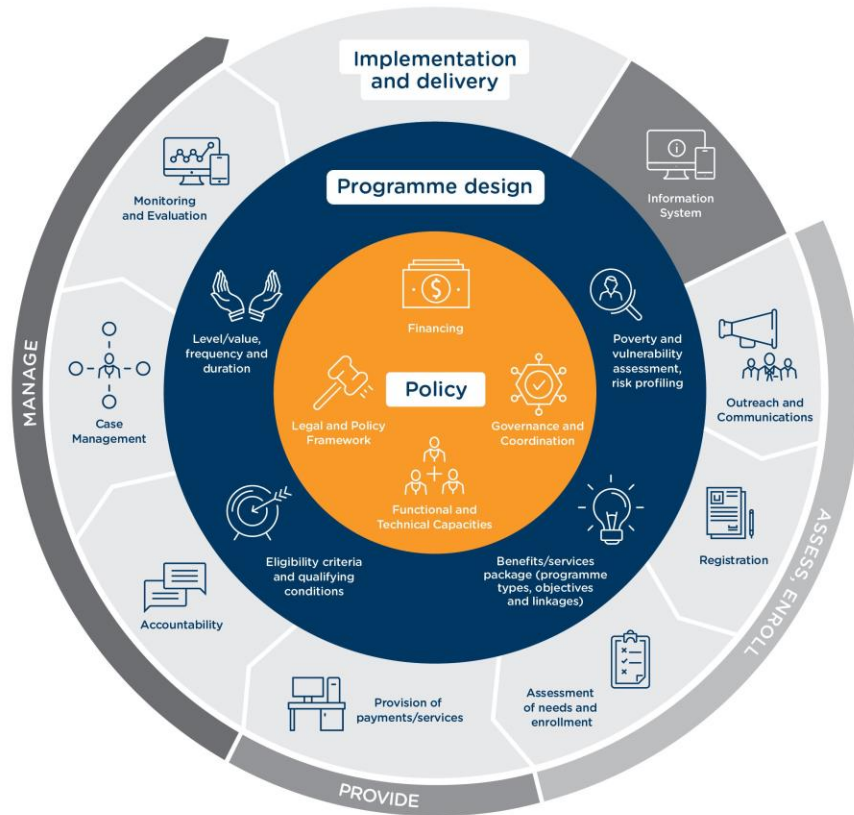 Implementation
and delivery
Information
System
Outreach and
Communications
Registration
Assessment
of needs and
enrollment
Provision of
payments/services
Accountability
Case
Management
Monitoring
and Evaluation
Programme design
Poverty and
vulnerability
assessment,
risk profiling
Benefits/services
package (programme
types, objectives
and linkages)
Eligibility criteria
and qualifying
conditions
Level/value,
frequency and
duration
Policy
$
Financing
Governance and
Coordination
Functional and
Technical Capacities
Legal and Policy
Framework
ASSESS, ENROLL
PROVIDE
MANAGE